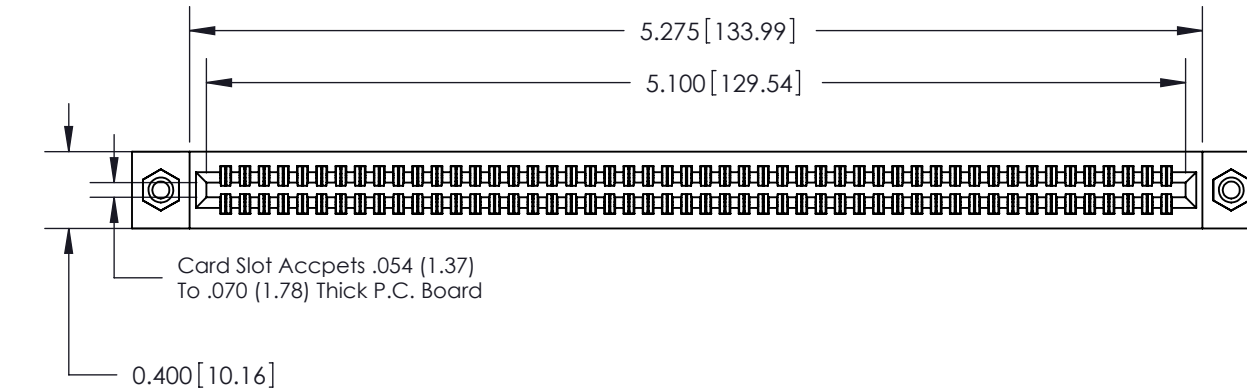 5.275[133.99]
5.100[129.54]
Card Slot Accpets .054 (1.37)
To .070 (1.78) Thick P.C. Board
0.400[10.16]